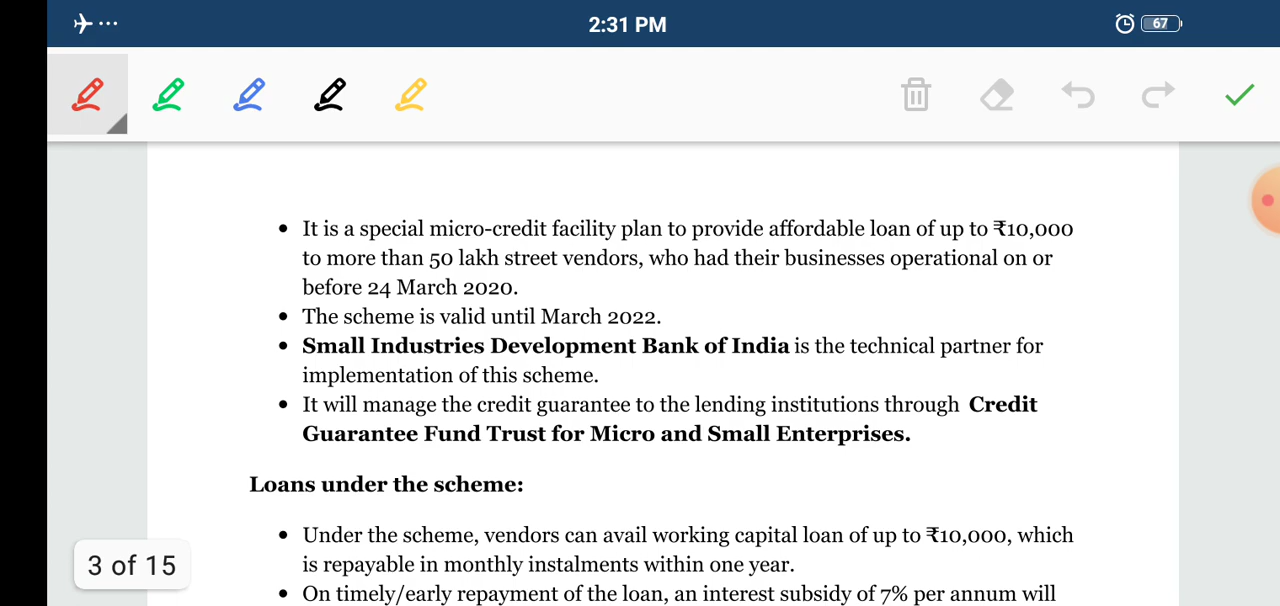 2:31 PM
67
• It is a special micro-credit facility plan to provide affordable loan of up to ₹10,000
to more than 50 lakh street vendors, who had their businesses operational on or
before 24 March 2020.
• The scheme is valid until March 2022.
• Small Industries Development Bank of India is the technical partner for
implementation of this scheme.
• It will manage the credit guarantee to the lending institutions through Credit
Guarantee Fund Trust for Micro and Small Enterprises.
Loans under the scheme:
• Under the scheme, vendors can avail working capital loan of up to ₹10,000, which
is repayable in monthly instalments within one year.
• On timely/early repayment of the loan, an interest subsidy of 7% per annum will
3 of 15